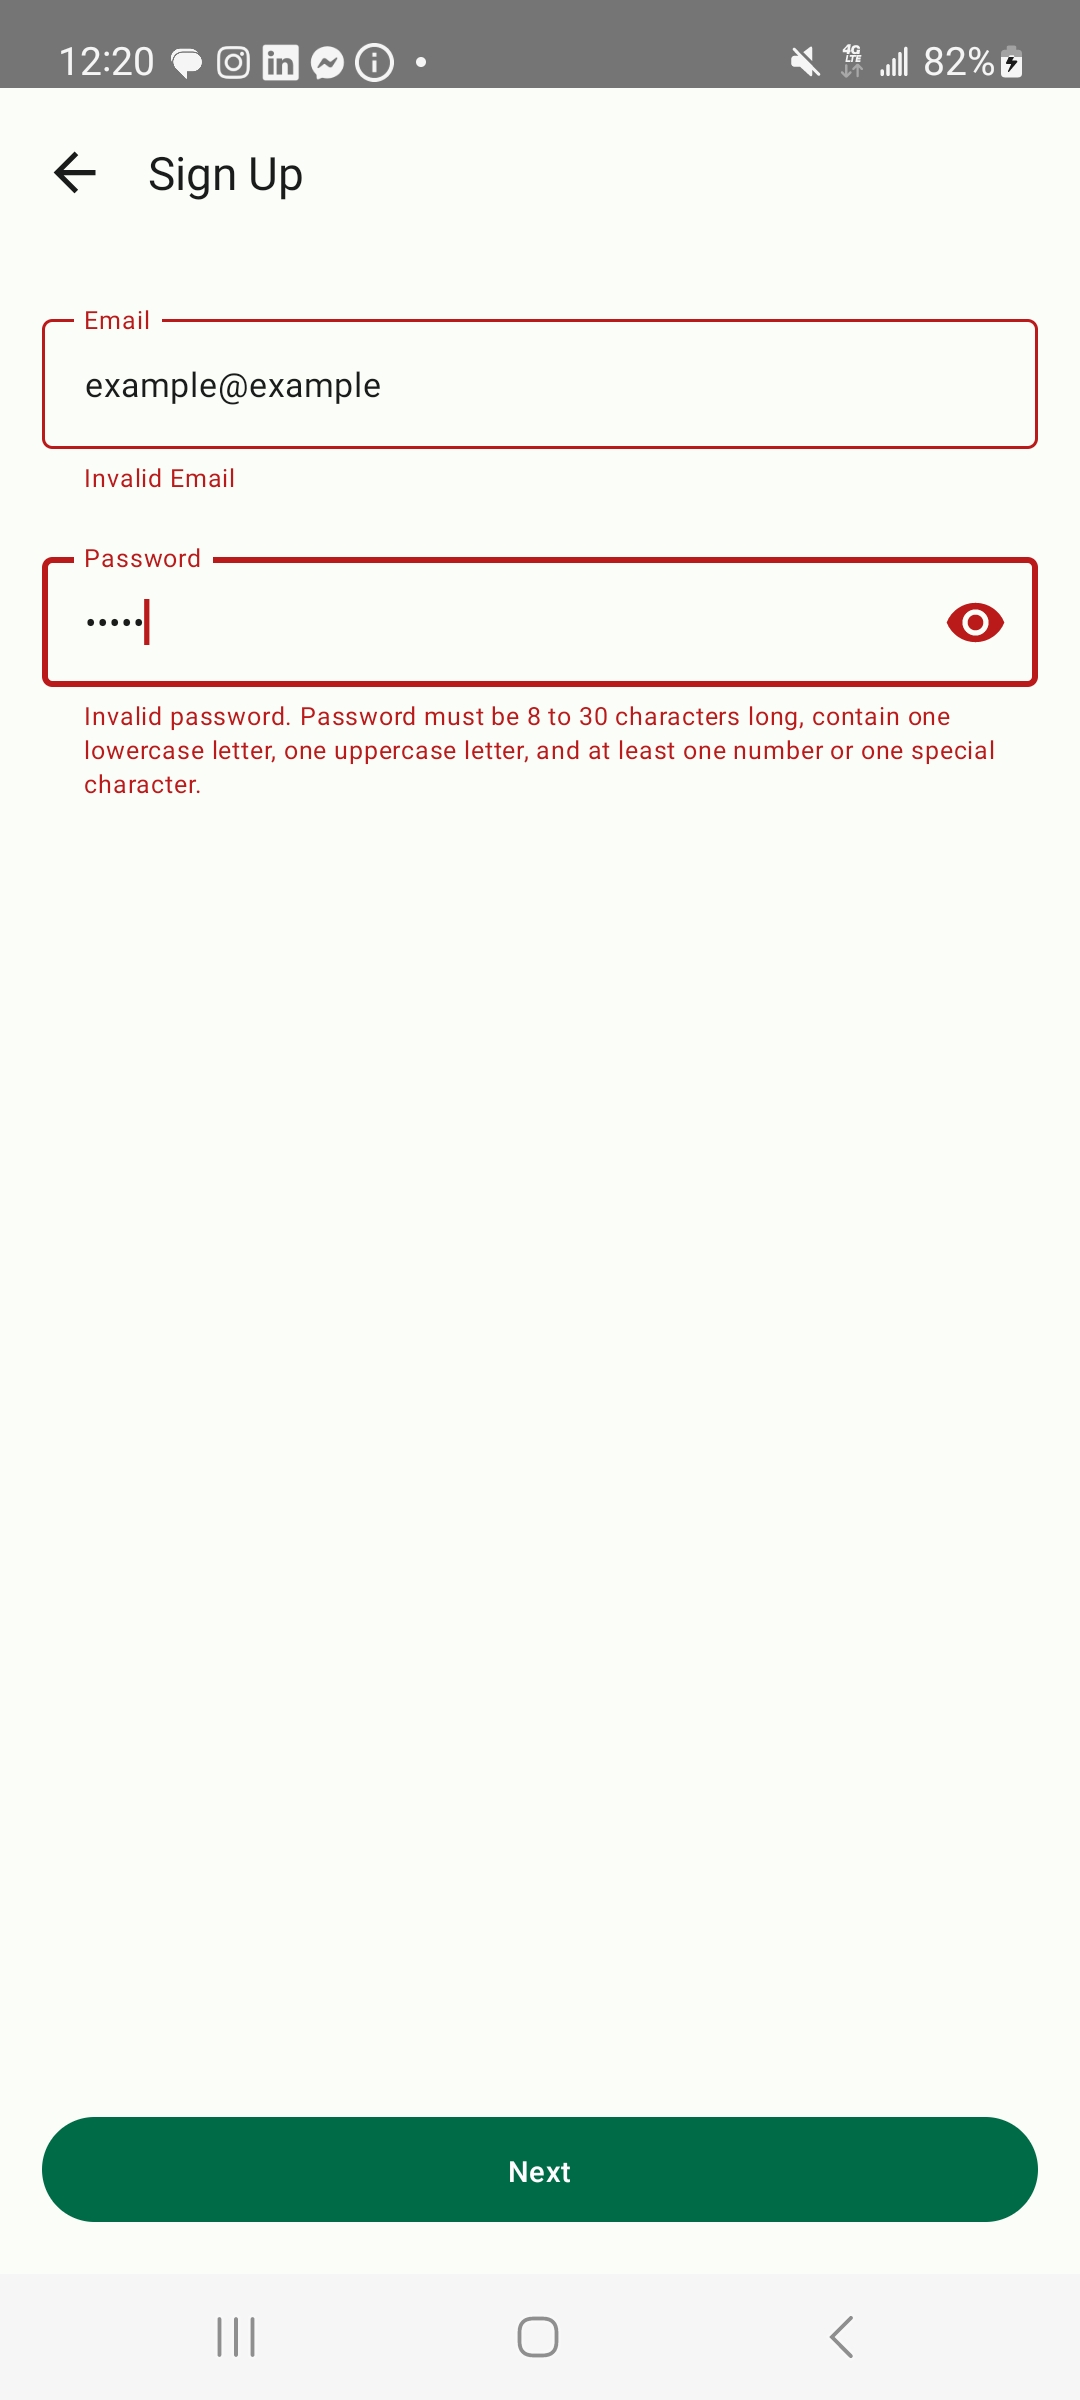 12:20
4G LTE 82%
Sign Up
Email
example@example
Invalid Email
Password
•••••
Invalid password. Password must be 8 to 30 characters long, contain one
lowercase letter, one uppercase letter, and at least one number or one special
character.
Next